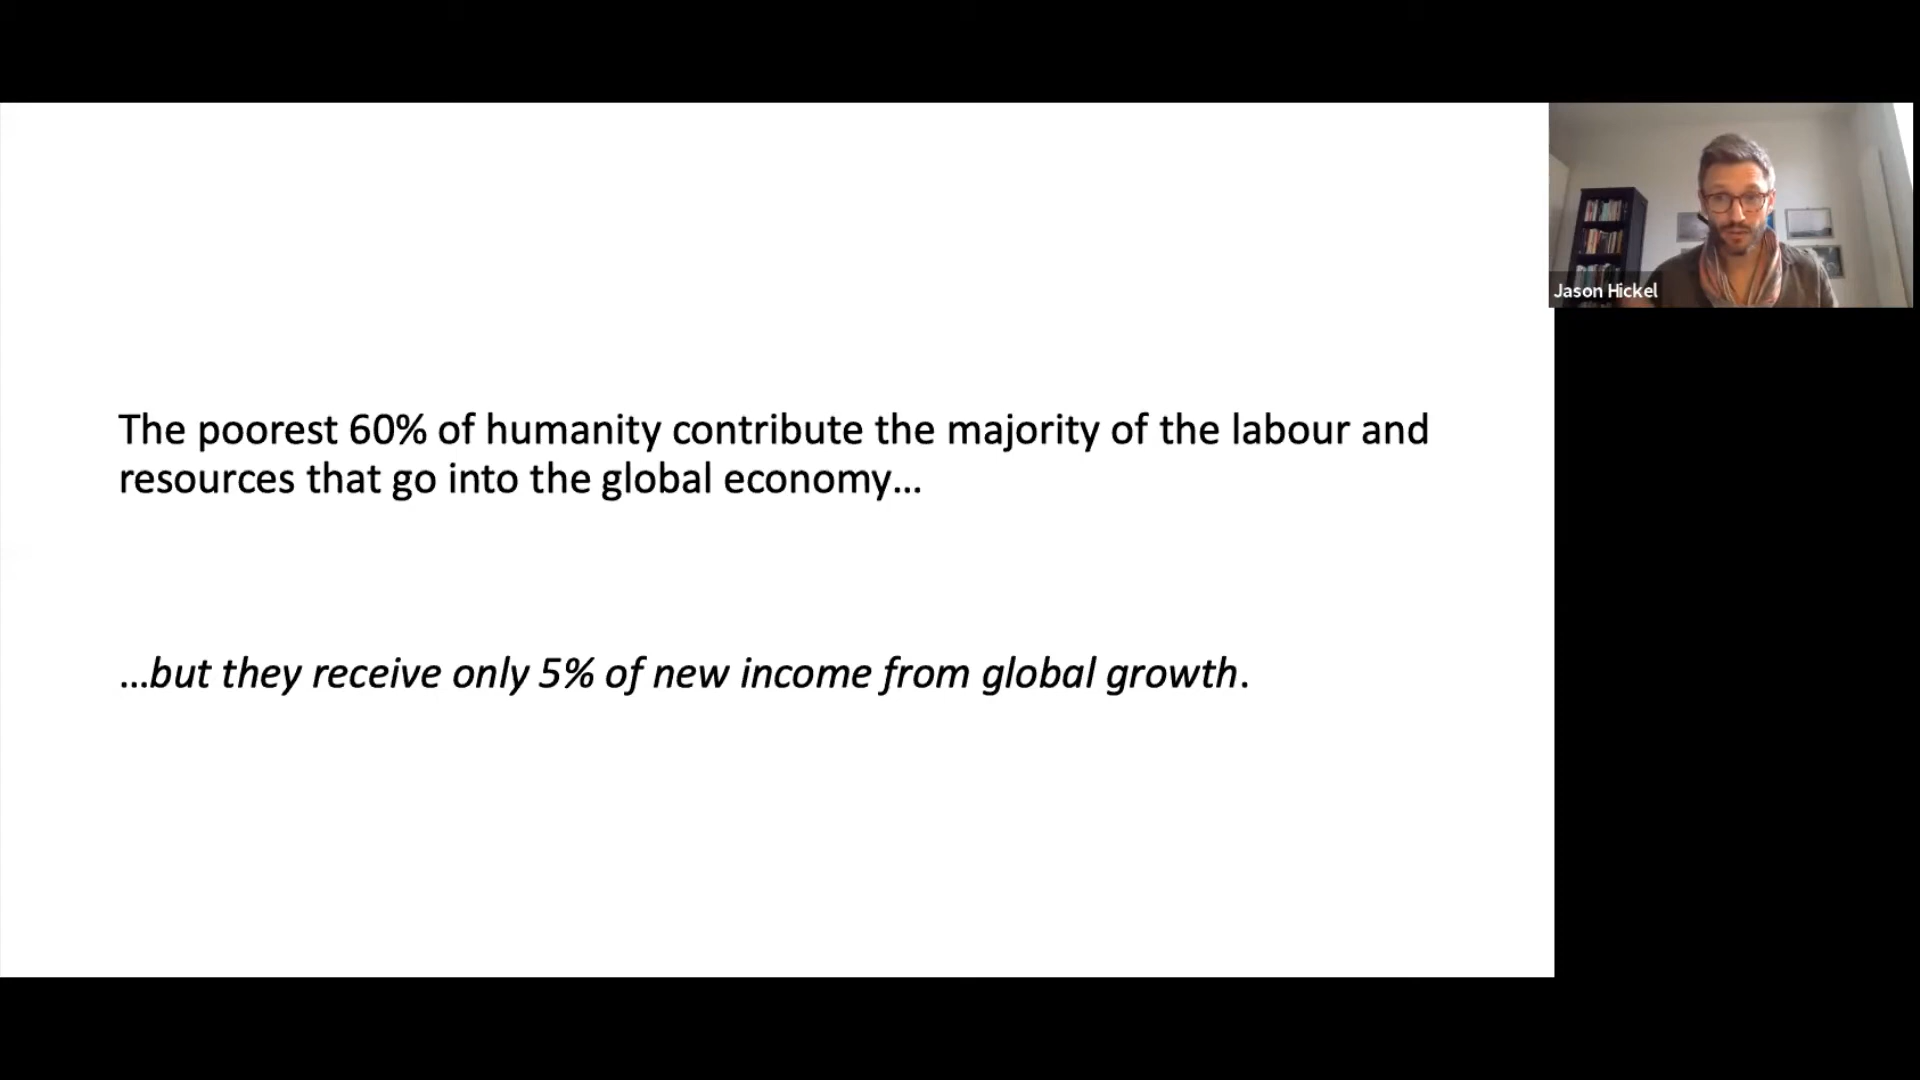 The poorest 60% of humanity contribute the majority of the labour and
resources that go into the global economy…
…but they receive only 5% of new income from global growth.
Jason Hickel